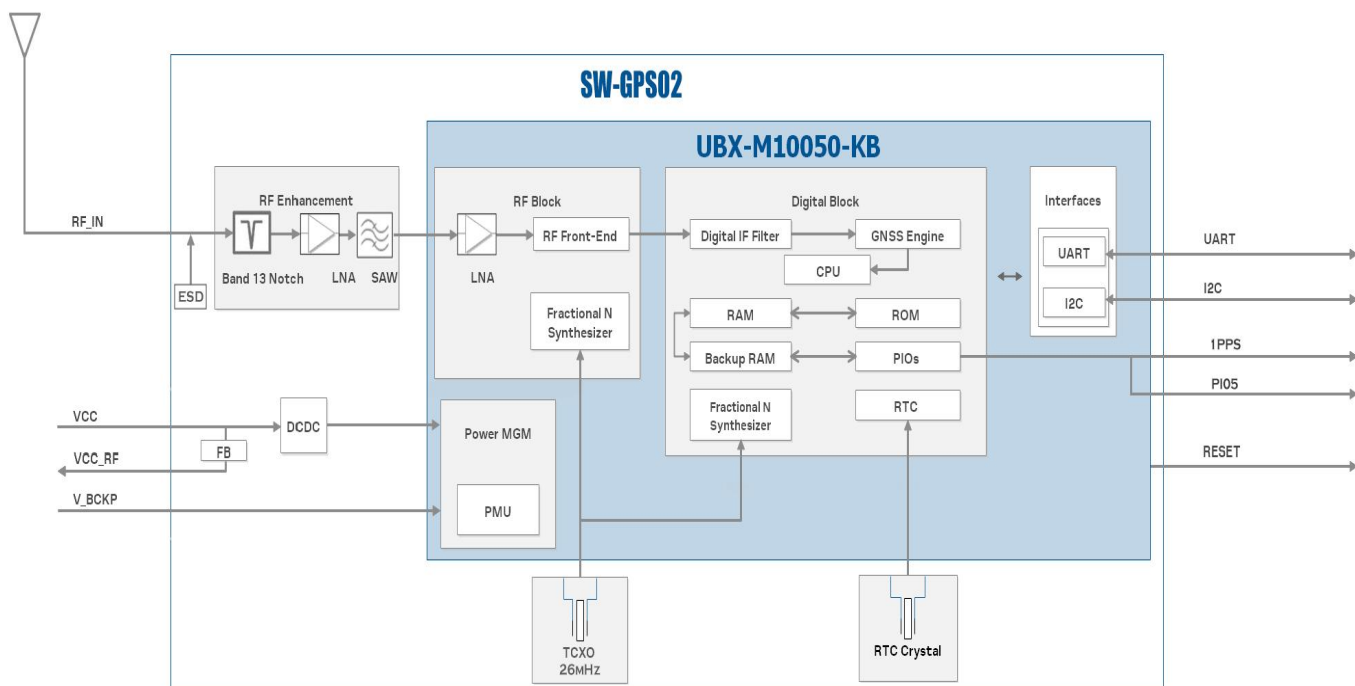 SW-GPS02
UBX-M10050-KB
RF Enhancement
RF Block
Digital Block
Interfaces
RF_IN
RF Front-End
Digital IF Filter
GNSS Engine
UART
UART
Band 13 Notch
LNA
SAW
LNA
CPU
ESD
I2C
I2C
Fractional N
Synthesizer
RAM
ROM
Backup RAM
PIOs
1PPS
PIO5
VCC
DCDC
Power MGM
Fractional N
Synthesizer
RTC
FB
VCC_RF
RESET
V_BCKP
PMU
TCXO
26MHz
RTC Crystal